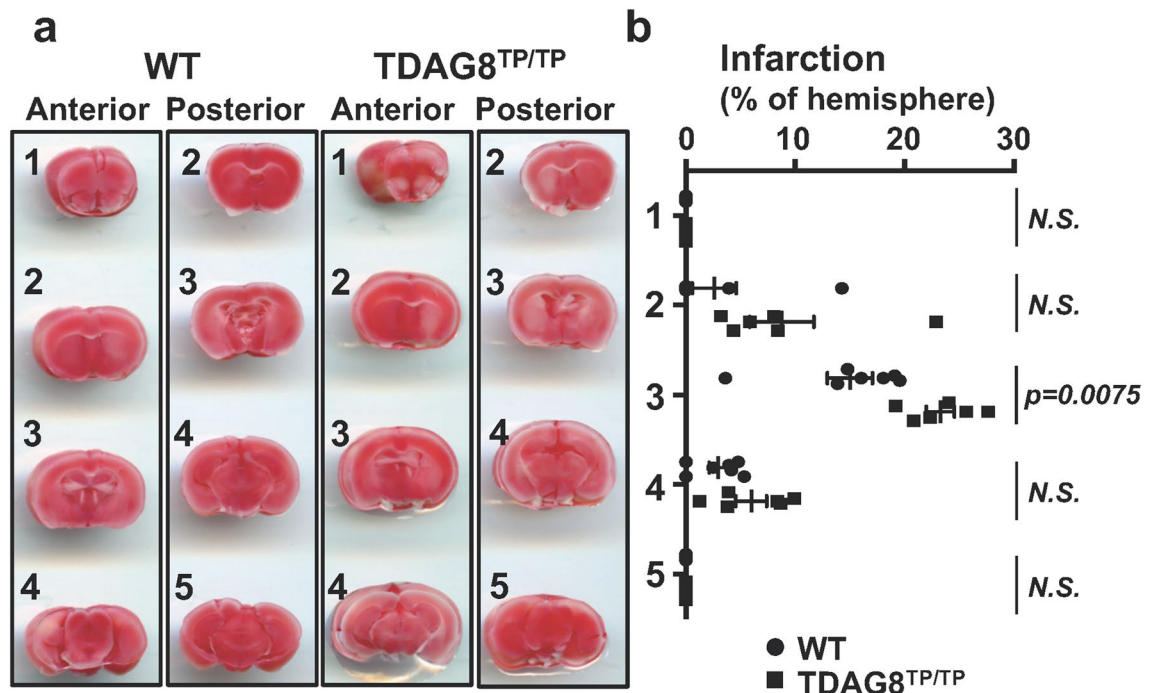 a
WT TDAG8TP/TP
Anterior Posterior Anterior Posterior
1 2 1 2
2 3 2 3
3 4 3 4
4 5 4 5
b
Infarction
(% of hemisphere)
0 10 20 30
1 N.S.
2 N.S.
3 p=0.0075
4 N.S.
5 N.S.
WT
TDAG8TP/TP